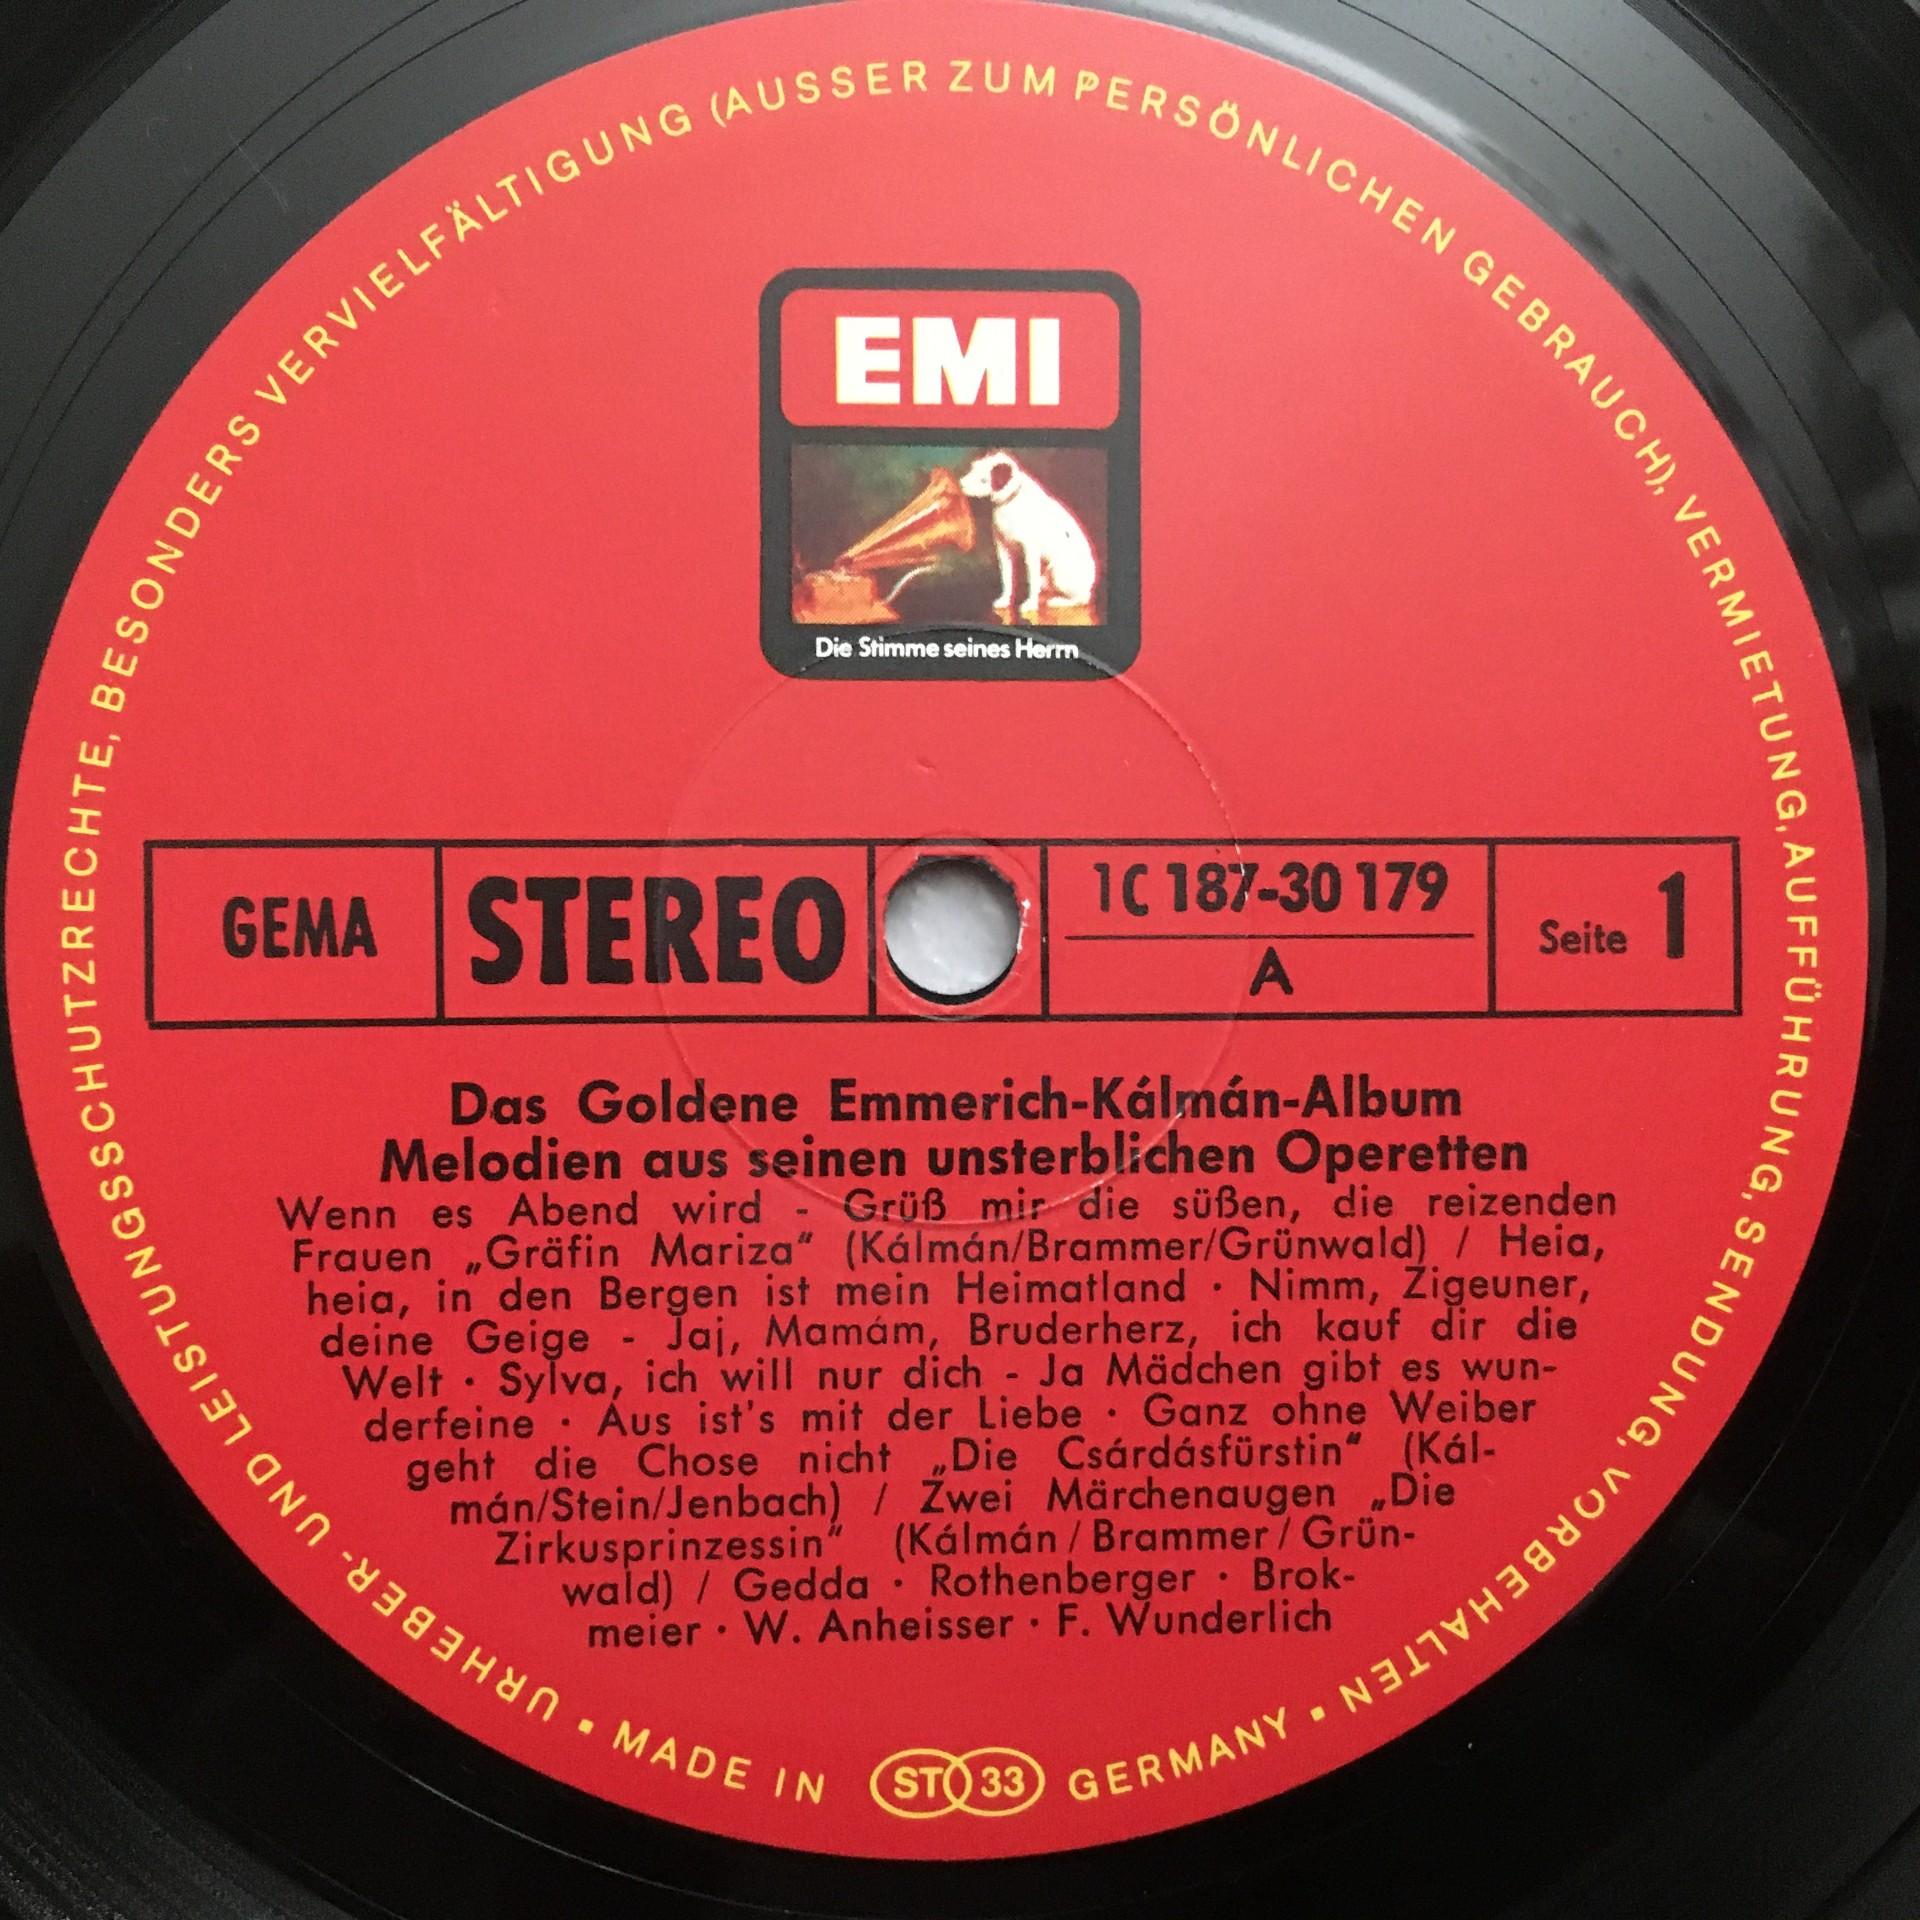 EMI
Die Stimme seines Herrn
GEMA
STEREO
1C 187-30 179
A
Seite 1
Das Goldene Emmerich-Kálmán-Album
Melodien aus seinen unsterblichen Operetten
Wenn es Abend wird - Grüß mir die süßen, die reizenden
Frauen „Gräfin Mariza“ (Kálmán/Brammer/Grünwald) / Heia,
heia, in den Bergen ist mein Heimatland · Nimm, Zigeuner,
deine Geige - Jaj, Mamám, Bruderherz, ich kauf dir die
Welt · Sylva, ich will nur dich - Ja Mädchen gibt es wun-
derfeine · Aus ist's mit der Liebe · Ganz ohne Weiber
geht die Chose nicht „Die Csárdásfürstin“ (Kál-
mán/Stein/Jenbach) / Zwei Märchenaugen „Die
Zirkusprinzessin“ (Kálmán / Brammer / Grün-
wald) / Gedda · Rothenberger · Brok-
meier · W. Anheisser · F. Wunderlich
URHEBER- UND LEISTUNGSSCHUTZRECHTE, BESONDERS VERVIELFÄLTIGUNG (AUSSER ZUM PERSÖNLICHEN GEBRAUCH), VERMIETUNG, AUFFÜHRUNG, SENDUNG, VORBEHALTEN ▪
MADE IN ST 33 GERMANY ▪